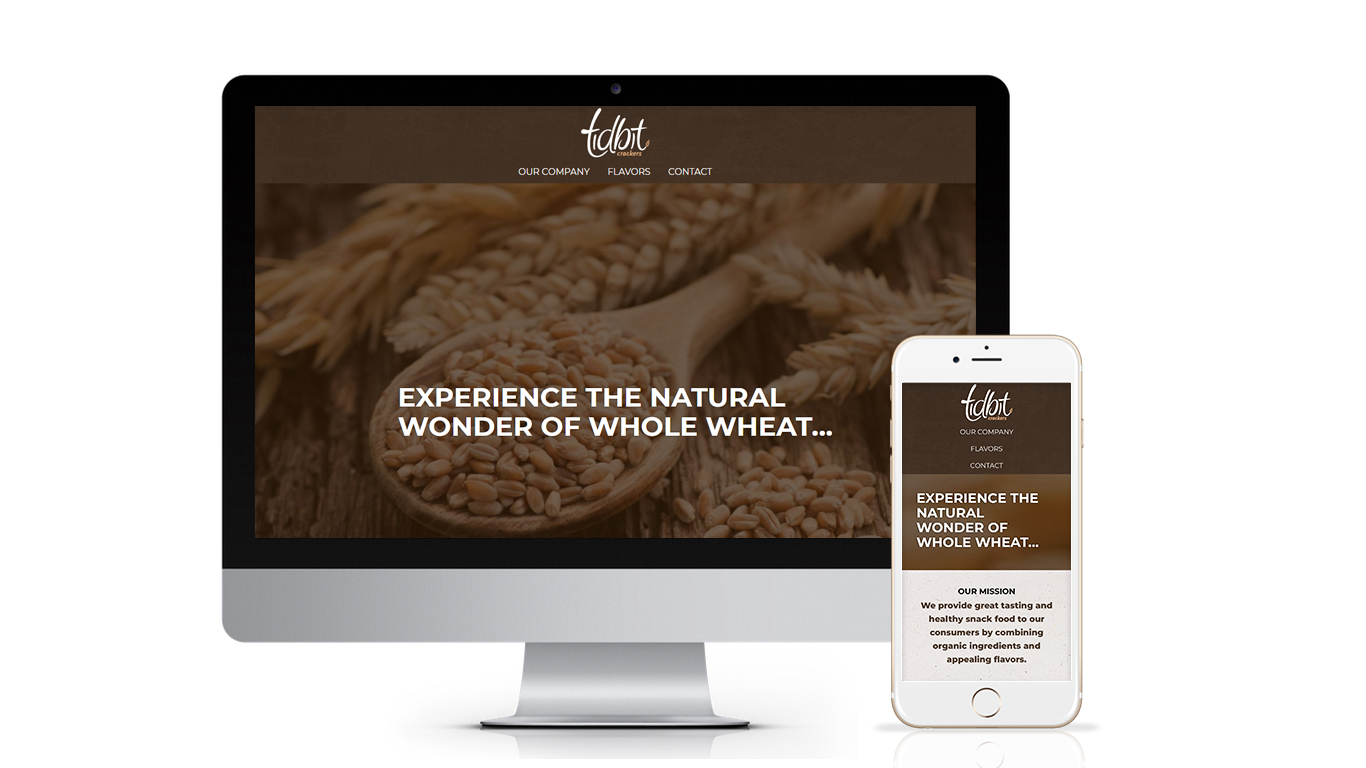 tidbit
crackers
OUR COMPANY FLAVORS CONTACT
EXPERIENCE THE NATURAL
WONDER OF WHOLE WHEAT...
tidbit
crackers
OUR COMPANY
FLAVORS
CONTACT
EXPERIENCE THE
NATURAL
WONDER OF
WHOLE WHEAT...
OUR MISSION
We provide great tasting and
healthy snack food to our
consumers by combining
organic ingredients and
appealing flavors.